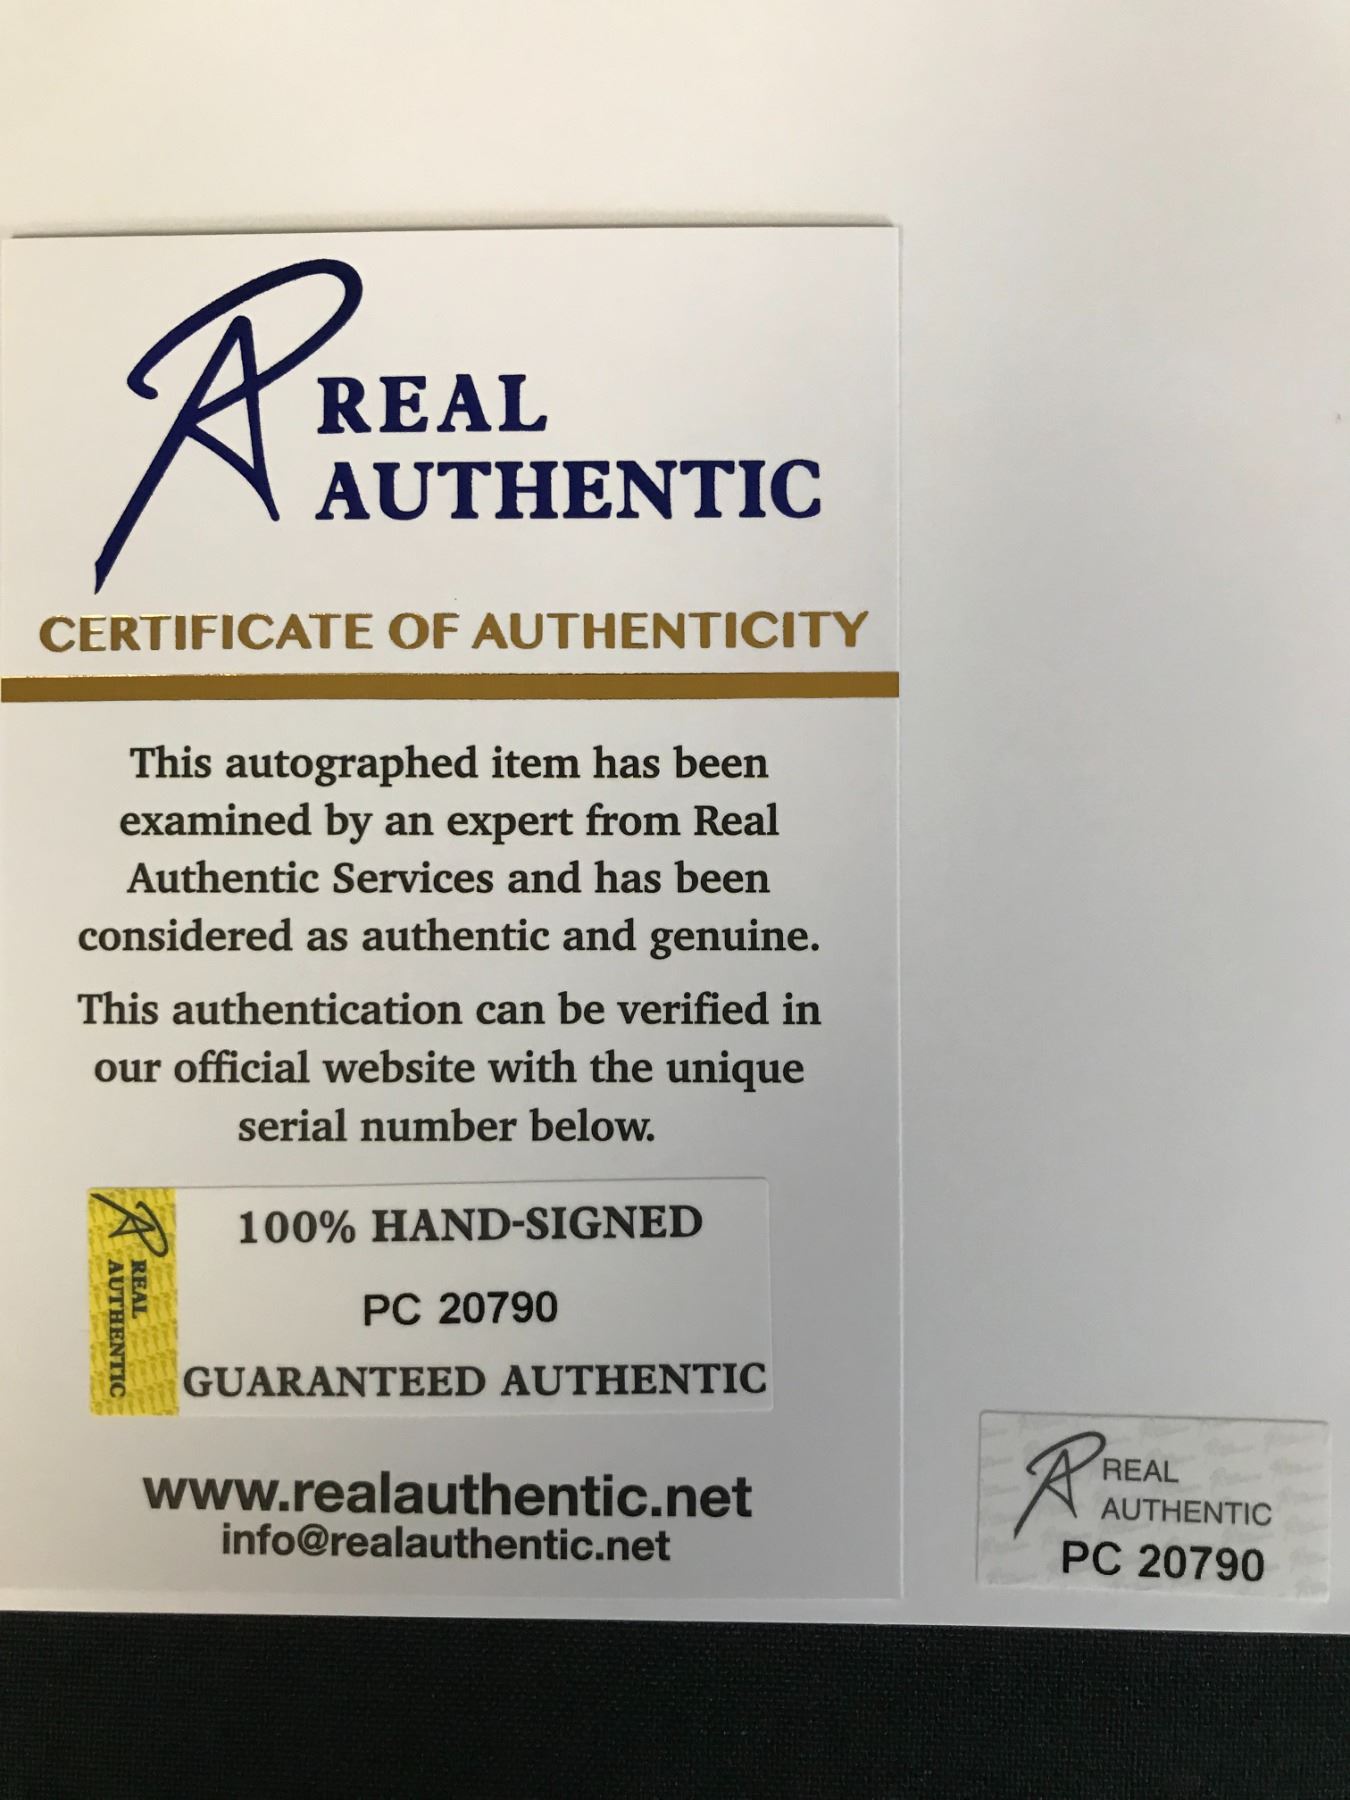 REAL
AUTHENTIC
CERTIFICATE OF AUTHENTICITY
This autographed item has been
examined by an expert from Real
Authentic Services and has been
considered as authentic and genuine.
This authentication can be verified in
our official website with the unique
serial number below.
REAL
AUTHENTIC
100% HAND-SIGNED
PC 20790
GUARANTEED AUTHENTIC
www.realauthentic.net
info@realauthentic.net
REAL
AUTHENTIC
PC 20790